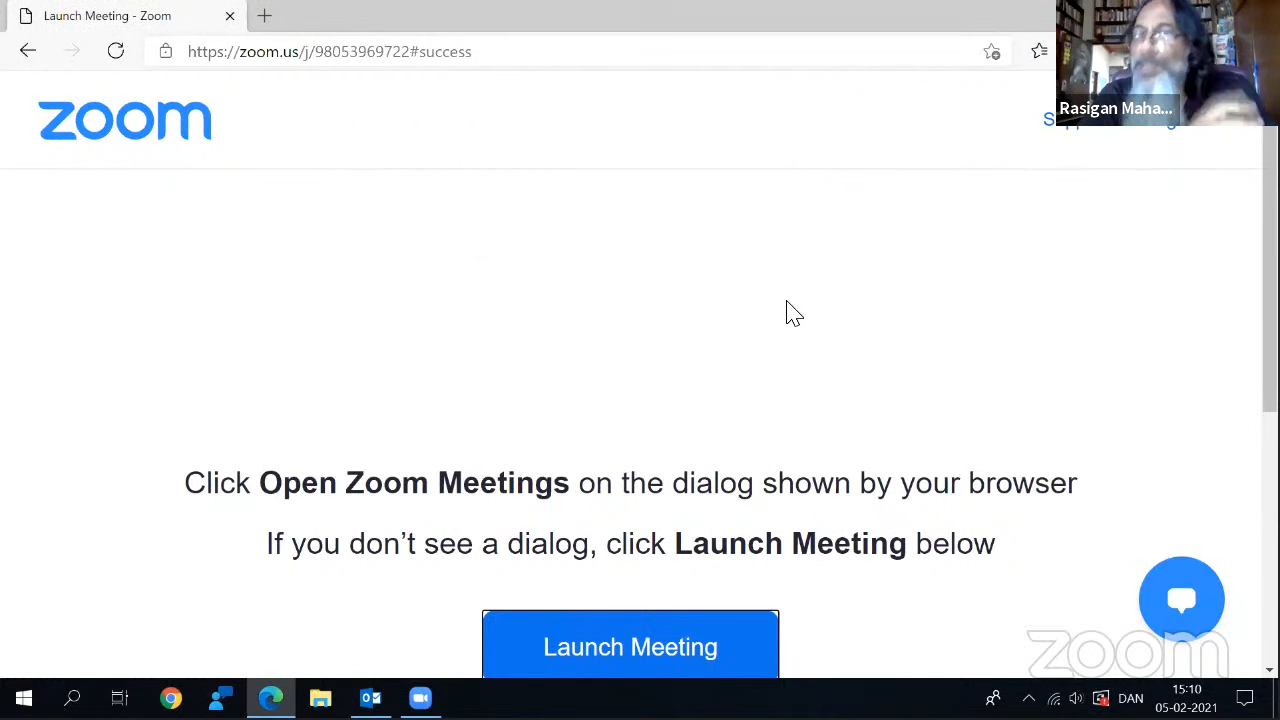 Launch Meeting - Zoom
https://zoom.us/j/98053969722#success
Rasigan Maha...
zoom
Click Open Zoom Meetings on the dialog shown by your browser
If you don't see a dialog, click Launch Meeting below
Launch Meeting
zoom
DAN
15:10
05-02-2021